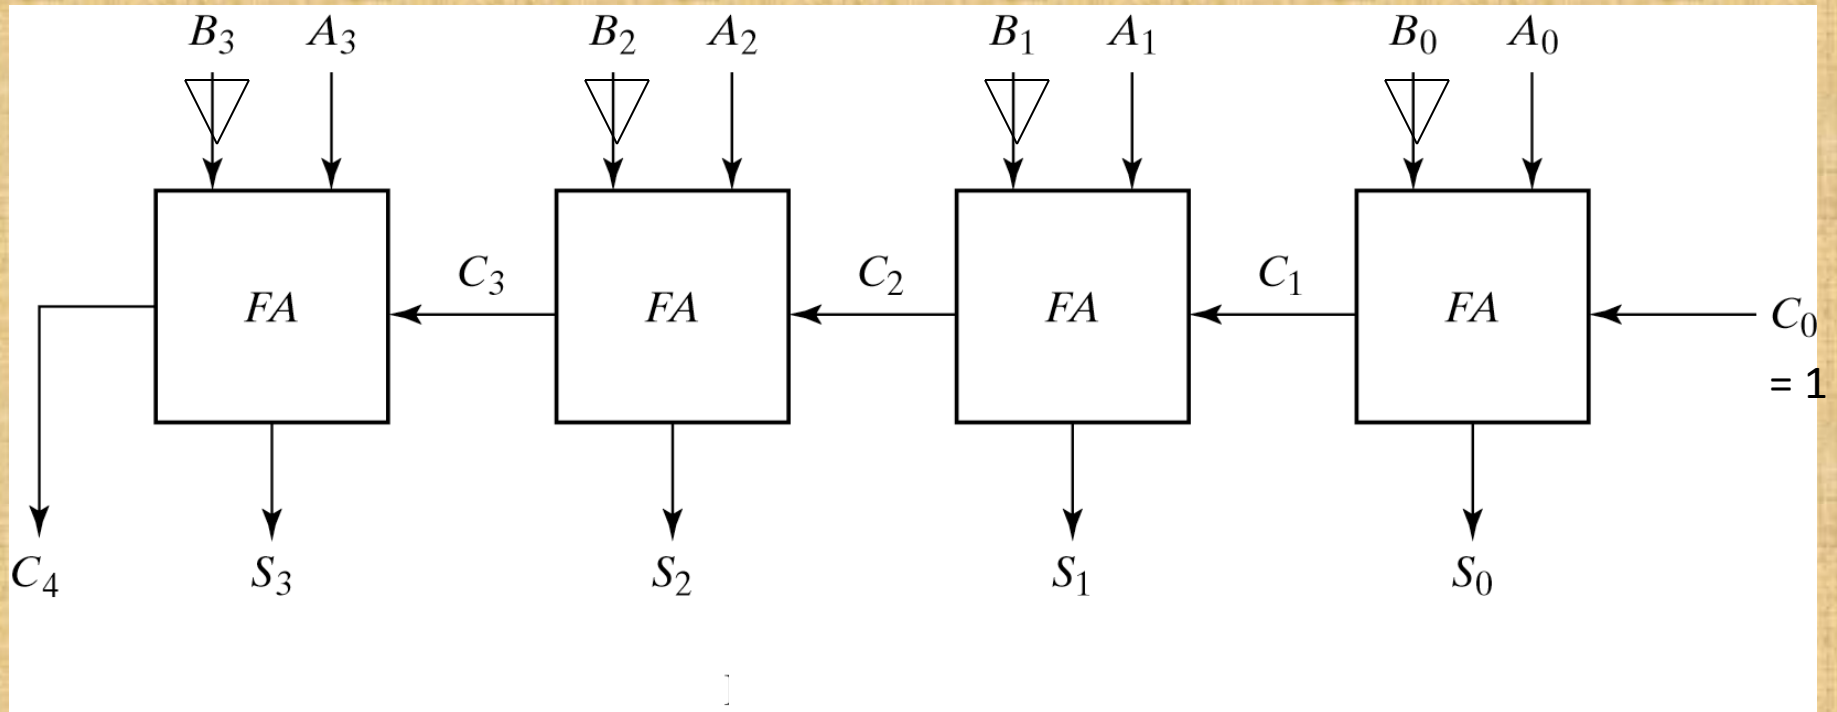 B₃ A₃ B₂ A₂ B₁ A₁ B₀ A₀
FA C₃ FA C₂ FA C₁ FA C₀
= 1
C₄ S₃ S₂ S₁ S₀